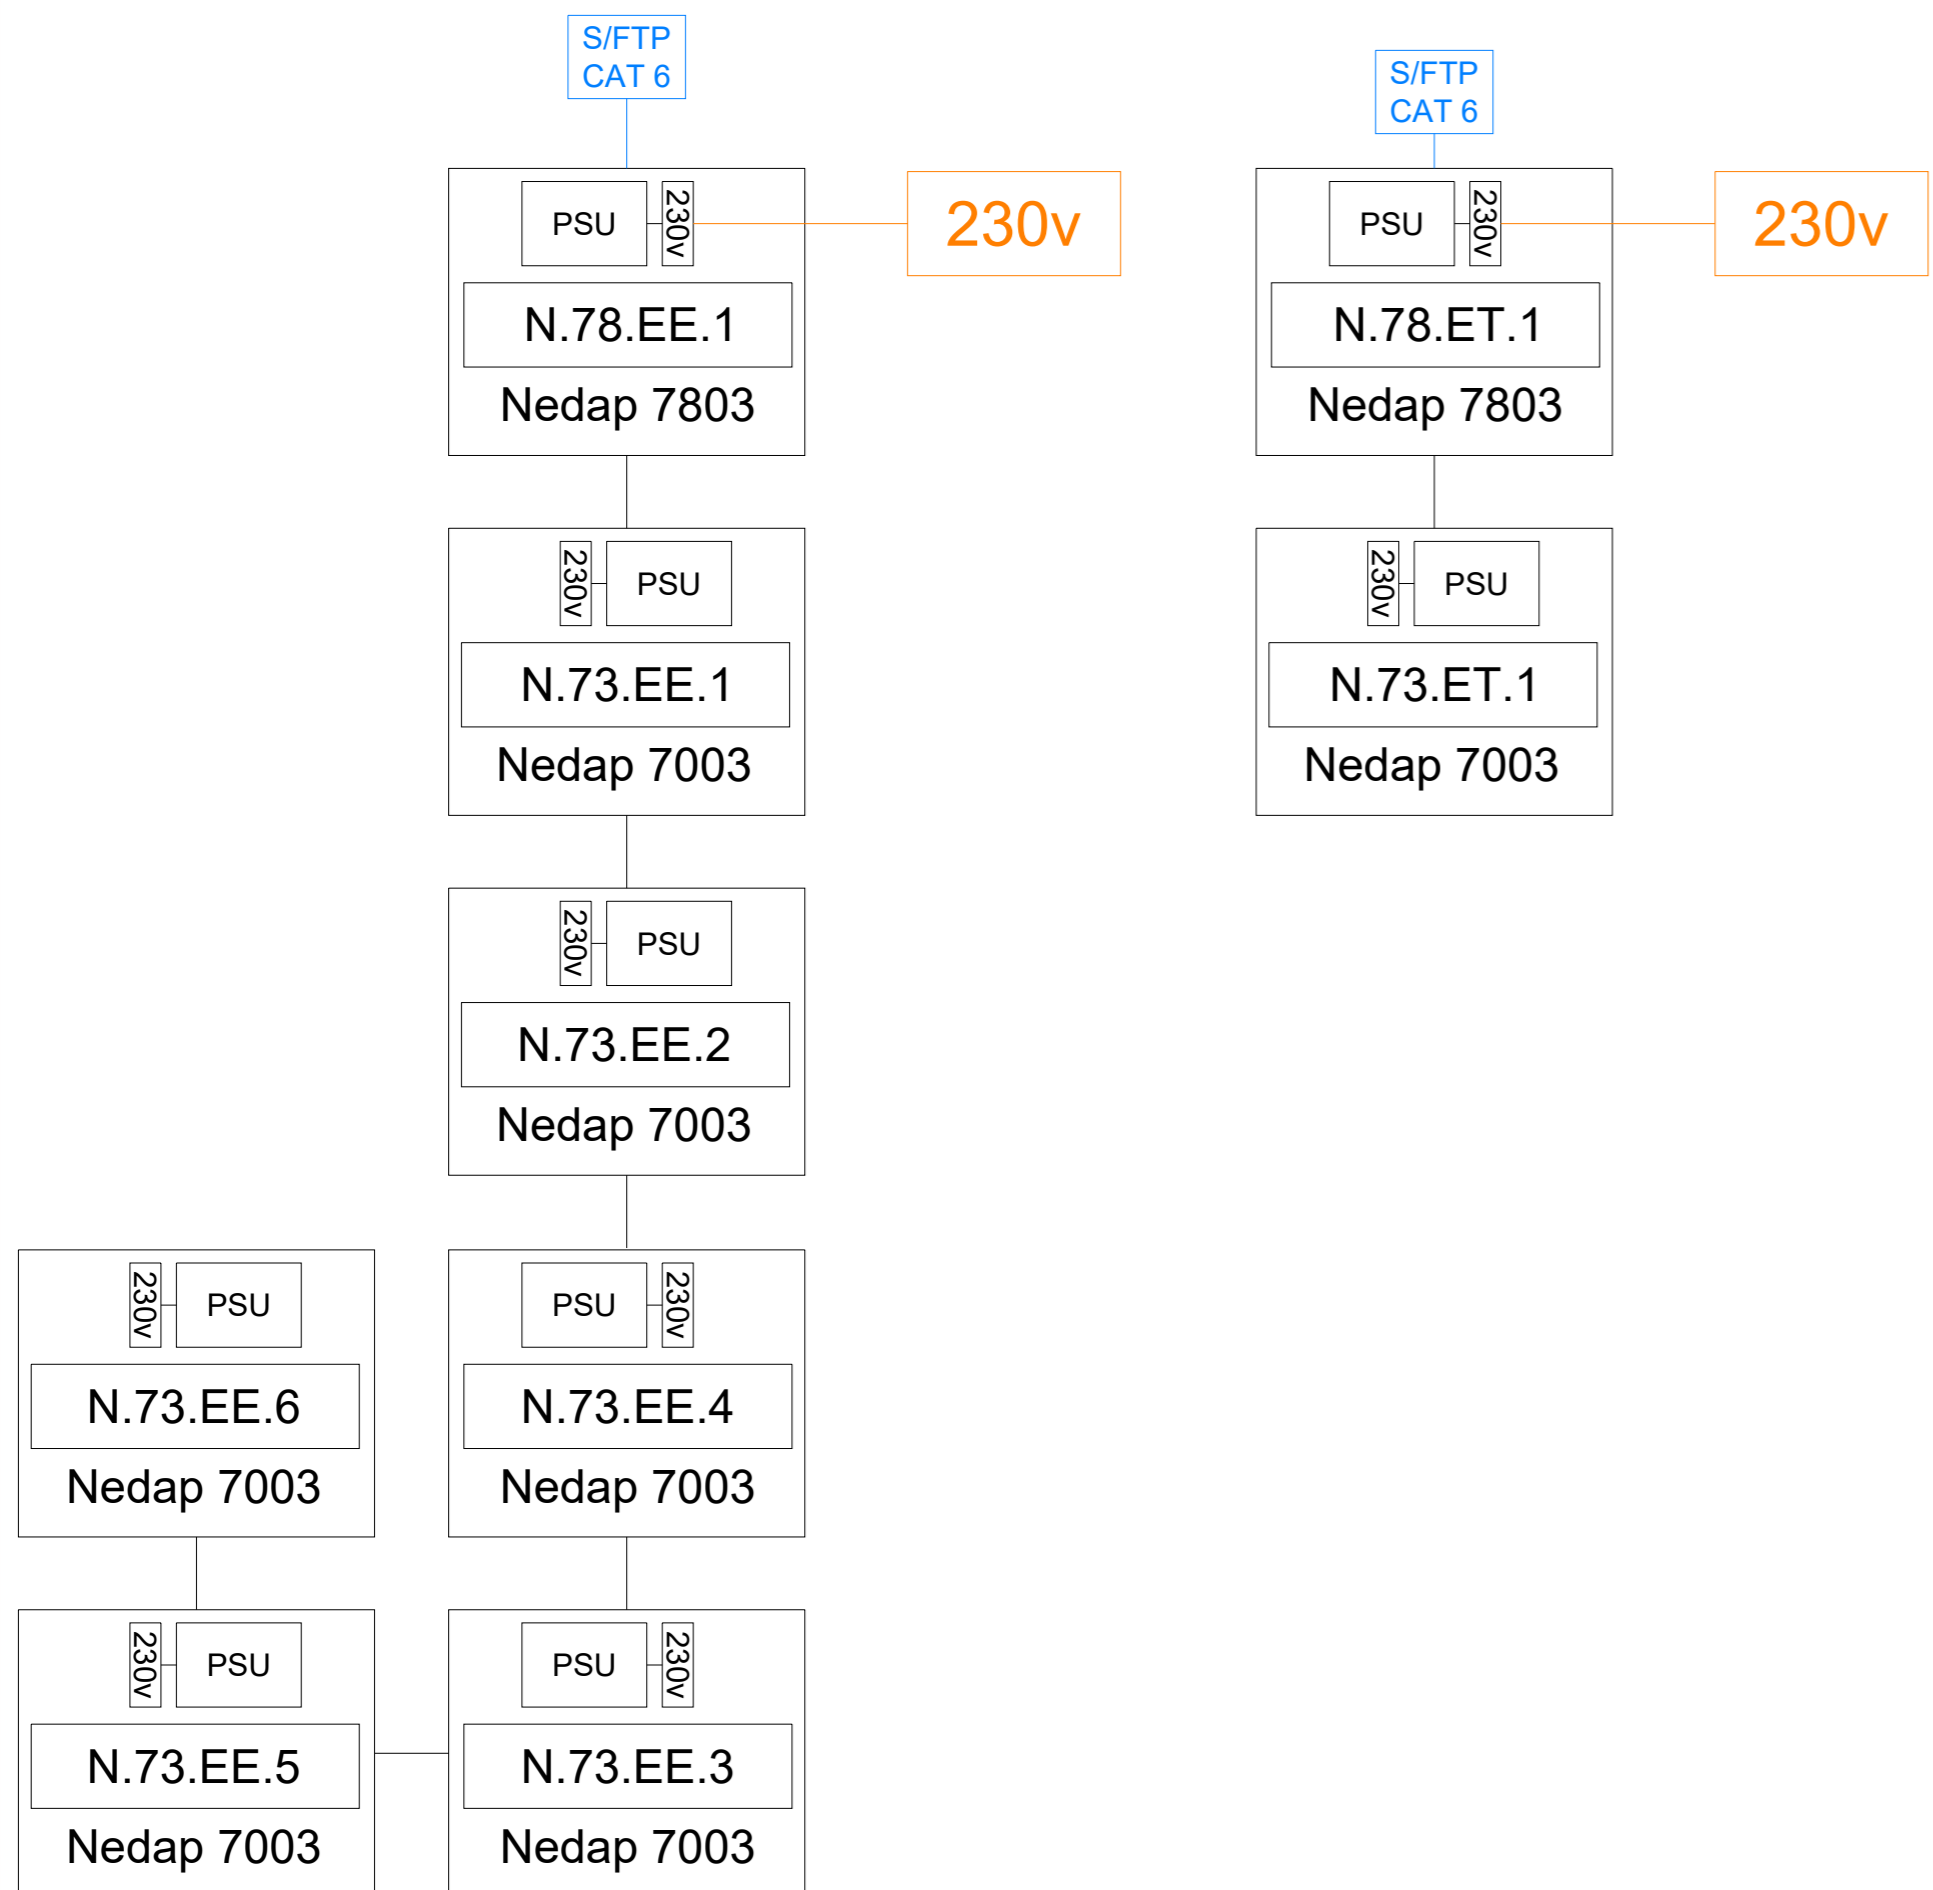 S/FTP
CAT 6
PSU
230v
230v
N.78.EE.1
Nedap 7803
S/FTP
CAT 6
PSU
230v
230v
N.78.ET.1
Nedap 7803
230v
PSU
N.73.EE.1
Nedap 7003
230v
PSU
N.73.ET.1
Nedap 7003
230v
PSU
N.73.EE.2
Nedap 7003
230v
PSU
N.73.EE.6
Nedap 7003
PSU
230v
N.73.EE.4
Nedap 7003
230v
PSU
N.73.EE.5
Nedap 7003
PSU
230v
N.73.EE.3
Nedap 7003